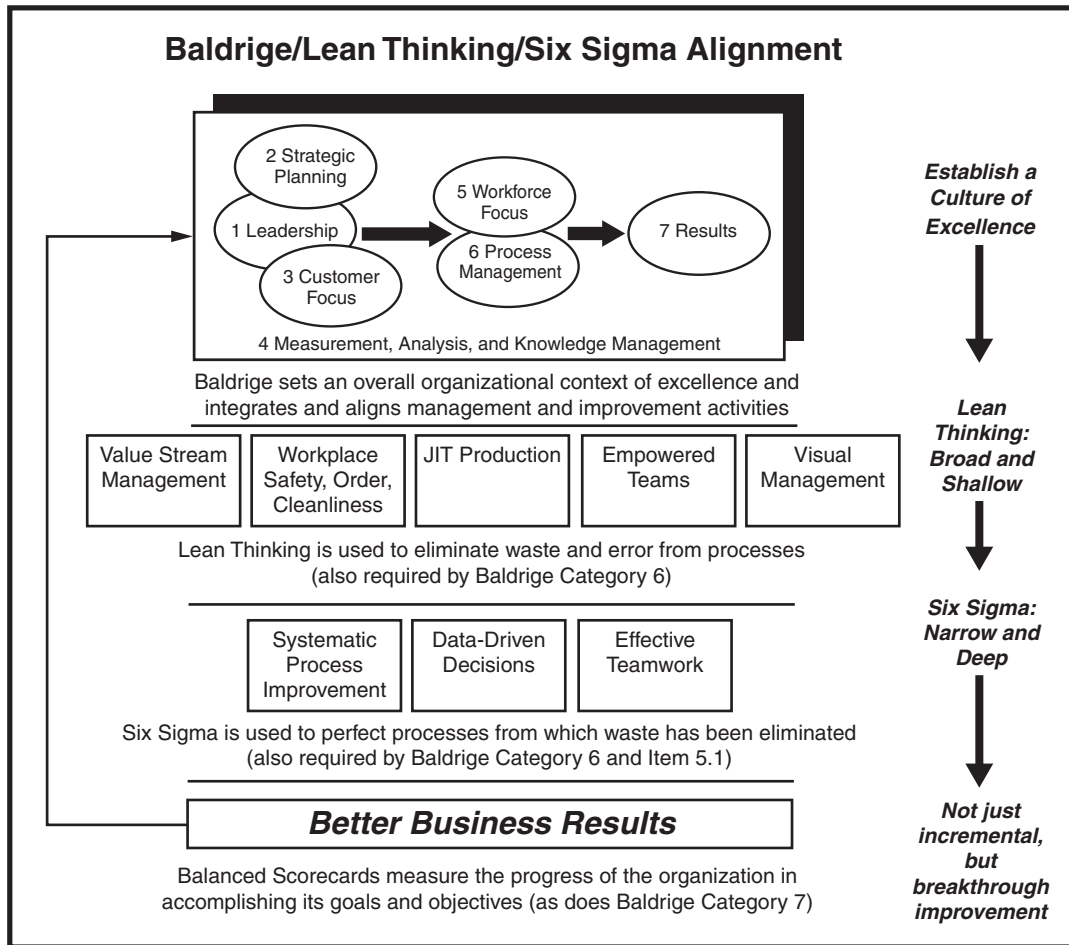 Baldrige/Lean Thinking/Six Sigma Alignment
2 Strategic
Planning
1 Leadership
3 Customer
Focus
5 Workforce
Focus
6 Process
Management
7 Results
4 Measurement, Analysis, and Knowledge Management
Baldrige sets an overall organizational context of excellence and
integrates and aligns management and improvement activities
Value Stream
Management
Workplace
Safety, Order,
Cleanliness
JIT Production
Empowered
Teams
Visual
Management
Lean Thinking is used to eliminate waste and error from processes
(also required by Baldrige Category 6)
Systematic
Process
Improvement
Data-Driven
Decisions
Effective
Teamwork
Six Sigma is used to perfect processes from which waste has been eliminated
(also required by Baldrige Category 6 and Item 5.1)
Better Business Results
Balanced Scorecards measure the progress of the organization in
accomplishing its goals and objectives (as does Baldrige Category 7)
Establish a
Culture of
Excellence
Lean
Thinking:
Broad and
Shallow
Six Sigma:
Narrow and
Deep
Not just
incremental,
but
breakthrough
improvement